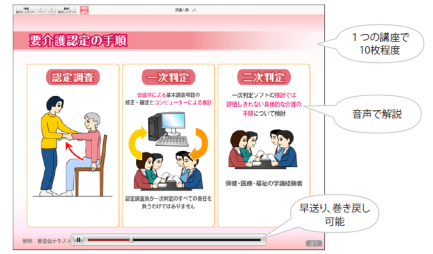 要介護認定の手順
認定調査
一次判定
合議体による基本調査項目の
修正・確定とコンピューターによる推計
認定調査員が一次判定のすべての責任を
負うわけではありません
二次判定
一次判定ソフトの推計では
評価しきれない具体的な介護の
手間について検討
保健・医療・福祉の学識経験者
1つの講座で
10枚程度
音声で解説
早送り、巻き戻し
可能